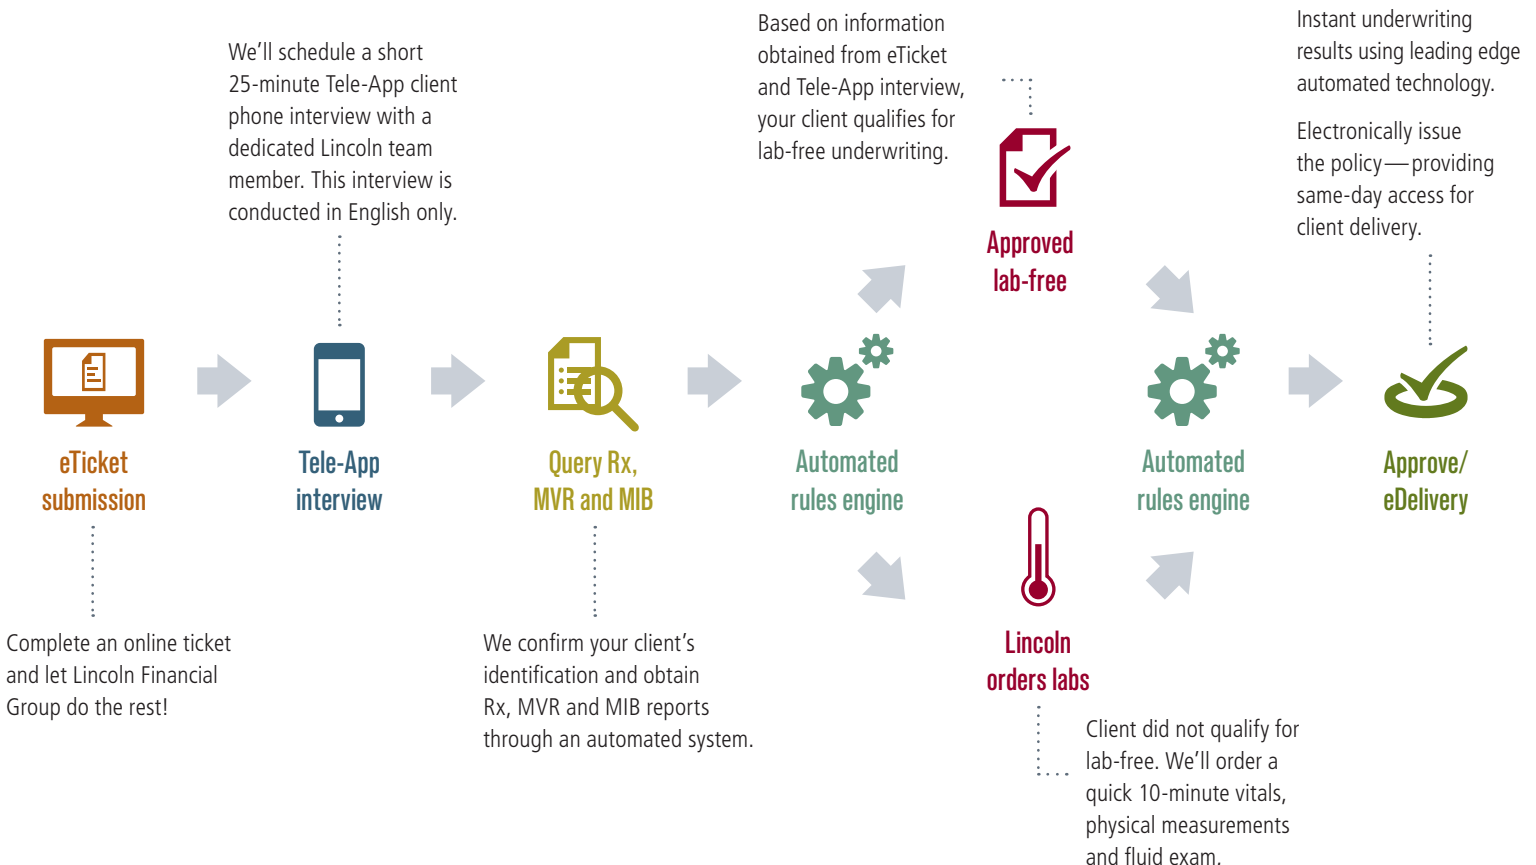 We’ll schedule a short
25-minute Tele-App client
phone interview with a
dedicated Lincoln team
member. This interview is
conducted in English only.
Based on information
obtained from eTicket
and Tele-App interview,
your client qualifies for
lab-free underwriting.
Instant underwriting
results using leading edge
automated technology.
Electronically issue
the policy — providing
same-day access for
client delivery.
Approved
lab-free
eTicket
submission
Tele-App
interview
Query Rx,
MVR and MIB
Automated
rules engine
Automated
rules engine
Approve/
eDelivery
Complete an online ticket
and let Lincoln Financial
Group do the rest!
We confirm your client’s
identification and obtain
Rx, MVR and MIB reports
through an automated system.
Lincoln
orders labs
Client did not qualify for
lab-free. We’ll order a
quick 10-minute vitals,
physical measurements
and fluid exam.